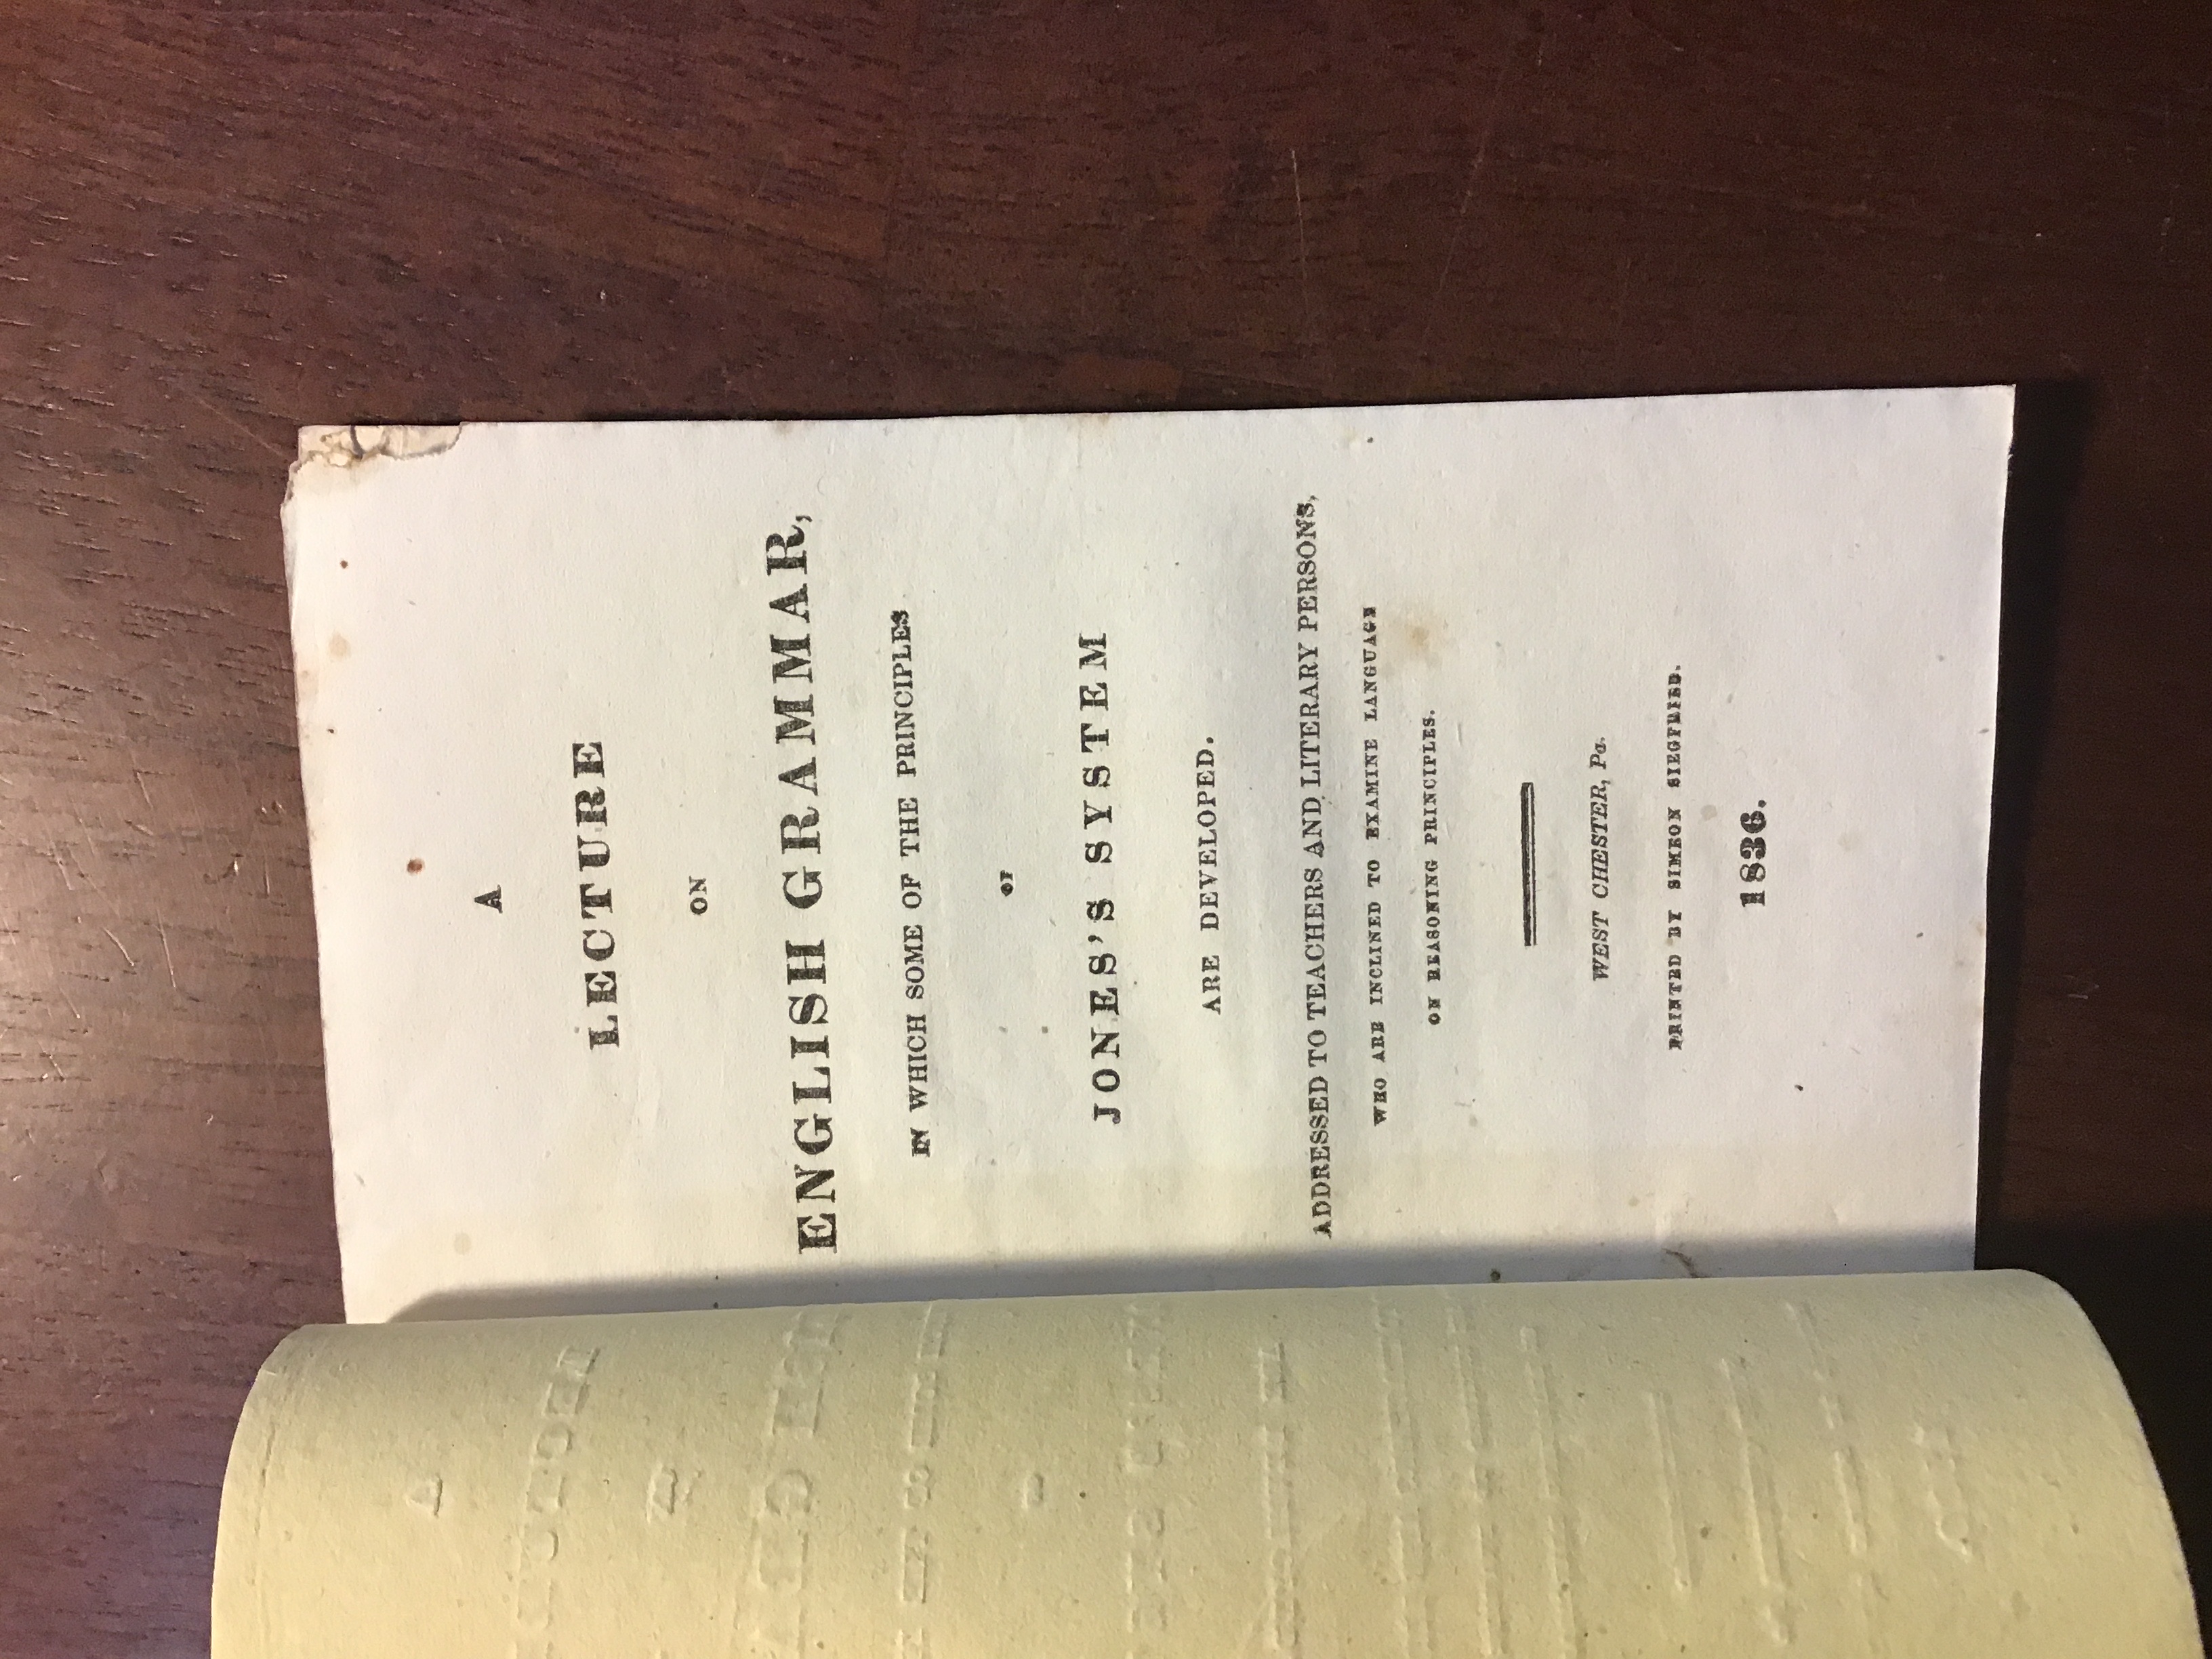 A
LECTURE
ON
ENGLISH GRAMMAR,
IN WHICH SOME OF THE PRINCIPLES
OF
JONES'S SYSTEM
ARE DEVELOPED.
ADDRESSED TO TEACHERS AND LITERARY PERSONS,
WHO ARE INCLINED TO EXAMINE LANGUAGE
ON REASONING PRINCIPLES.
WEST CHESTER, Pa.
PRINTED BY SIMEON SIEGFRIED.
1836.